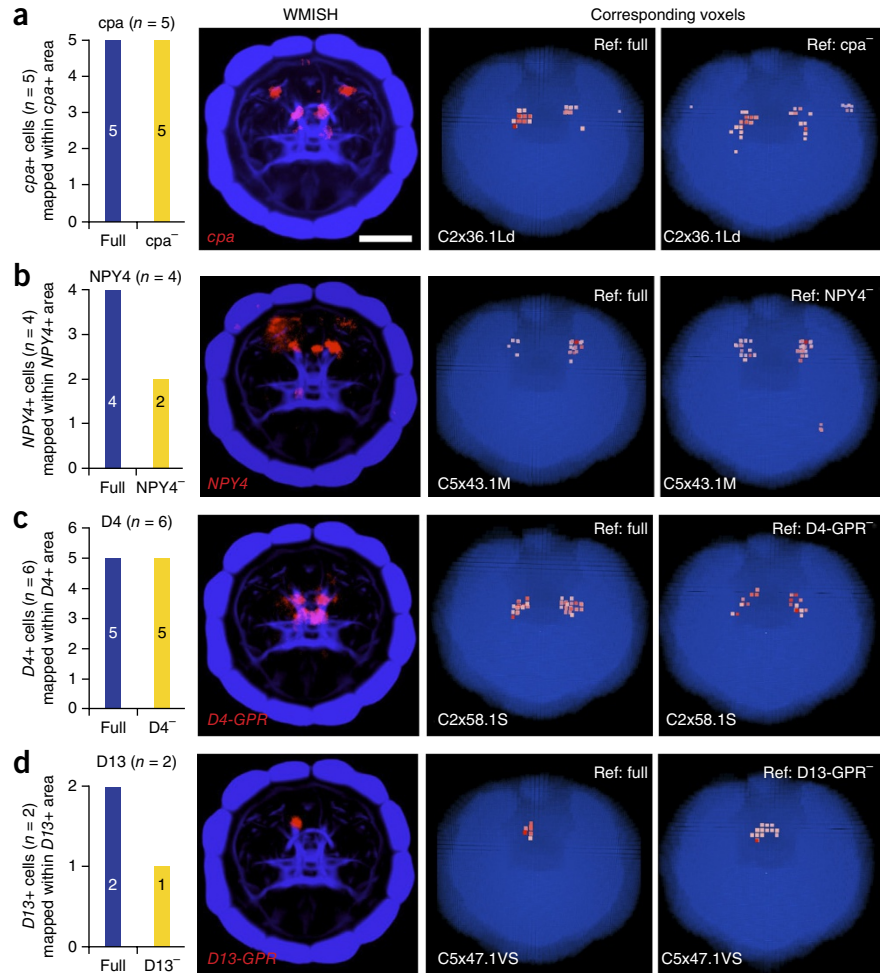 WMISH
Corresponding voxels
a
cpa (n = 5)
cpa+ cells (n = 5)
mapped within cpa+ area
5
4
3
2
1
0
5
5
Full
cpa⁻
cpa
Ref: full
C2x36.1Ld
Ref: cpa⁻
C2x36.1Ld
b
NPY4 (n = 4)
NPY4+ cells (n = 4)
mapped within NPY4+ area
4
3
2
1
0
4
2
Full
NPY4⁻
NPY4
Ref: full
C5x43.1M
Ref: NPY4⁻
C5x43.1M
c
D4 (n = 6)
D4+ cells (n = 6)
mapped within D4+ area
6
5
4
3
2
1
0
5
5
Full
D4⁻
D4-GPR
Ref: full
C2x58.1S
Ref: D4-GPR⁻
C2x58.1S
d
D13 (n = 2)
D13+ cells (n = 2)
mapped within D13+ area
2
1
0
2
1
Full
D13⁻
D13-GPR
Ref: full
C5x47.1VS
Ref: D13-GPR⁻
C5x47.1VS